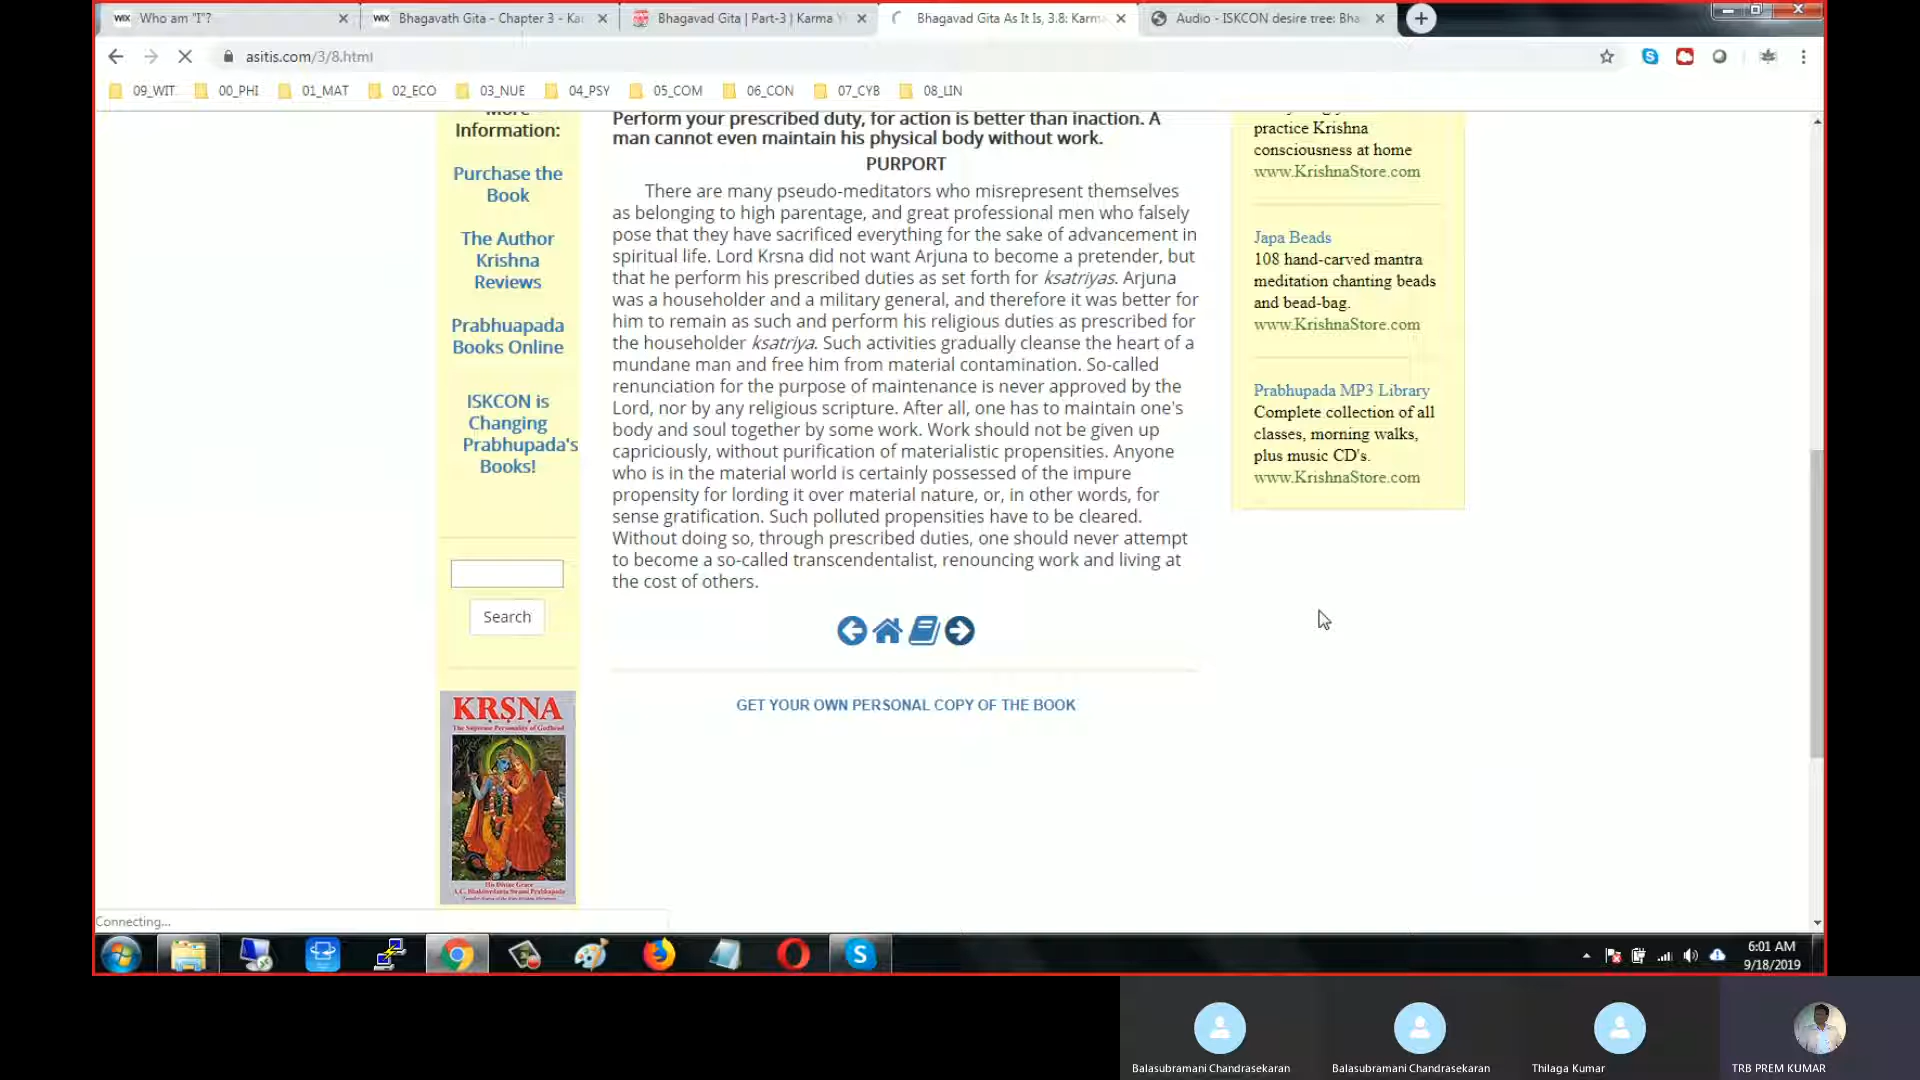 Who am "I"?
Bhagavath Gita - Chapter 3 - Kar
Bhagavad Gita | Part-3 | Karma Y
Bhagavad Gita As It Is, 3.8: Karma
Audio - ISKCON desire tree: Bha
asitis.com/3/8.html
09_WIT
00_PHI
01_MAT
02_ECO
03_NUE
04_PSY
05_COM
06_CON
07_CYB
08_LIN
More
Information:
Purchase the
Book
The Author
Krishna
Reviews
Prabhuapada
Books Online
ISKCON is
Changing
Prabhupada's
Books!
Search
KRṢṆA
The Supreme Personality of Godhead
His Divine Grace
A.C. Bhaktivedanta Swami Prabhupada
Perform your prescribed duty, for action is better than inaction. A
man cannot even maintain his physical body without work.
PURPORT
There are many pseudo-meditators who misrepresent themselves
as belonging to high parentage, and great professional men who falsely
pose that they have sacrificed everything for the sake of advancement in
spiritual life. Lord Krsna did not want Arjuna to become a pretender, but
that he perform his prescribed duties as set forth for ksatriyas. Arjuna
was a householder and a military general, and therefore it was better for
him to remain as such and perform his religious duties as prescribed for
the householder ksatriya. Such activities gradually cleanse the heart of a
mundane man and free him from material contamination. So-called
renunciation for the purpose of maintenance is never approved by the
Lord, nor by any religious scripture. After all, one has to maintain one's
body and soul together by some work. Work should not be given up
capriciously, without purification of materialistic propensities. Anyone
who is in the material world is certainly possessed of the impure
propensity for lording it over material nature, or, in other words, for
sense gratification. Such polluted propensities have to be cleared.
Without doing so, through prescribed duties, one should never attempt
to become a so-called transcendentalist, renouncing work and living at
the cost of others.
GET YOUR OWN PERSONAL COPY OF THE BOOK
practice Krishna
consciousness at home
www.KrishnaStore.com
Japa Beads
108 hand-carved mantra
meditation chanting beads
and bead-bag.
www.KrishnaStore.com
Prabhupada MP3 Library
Complete collection of all
classes, morning walks,
plus music CD's.
www.KrishnaStore.com
Connecting...
6:01 AM
9/18/2019
Balasubramani Chandrasekaran
Balasubramani Chandrasekaran
Thilaga Kumar
TRB PREM KUMAR